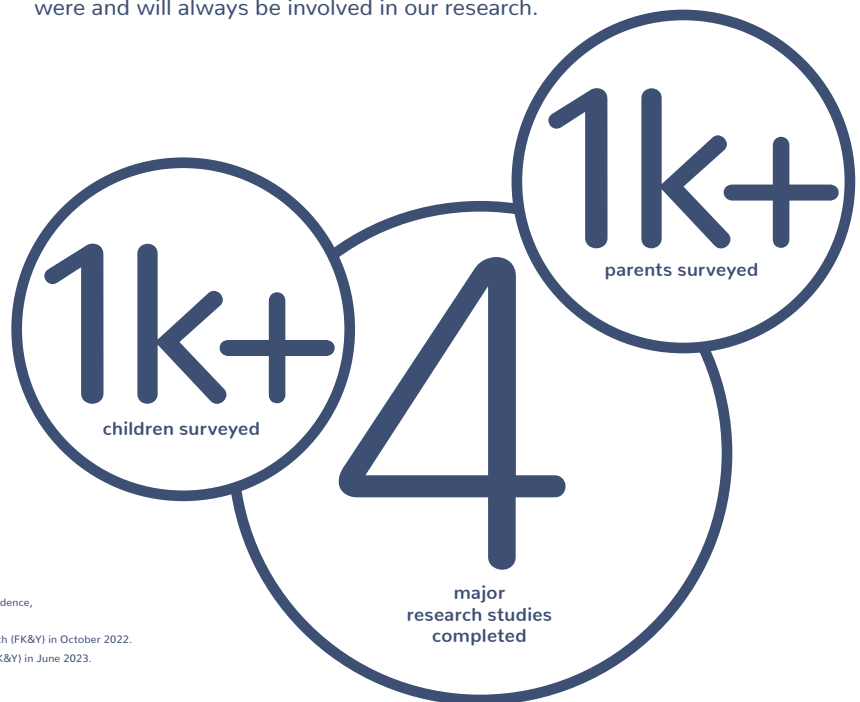 were and will always be involved in our research.
1k+
parents surveyed
1k+
children surveyed
4
major
research studies
completed
dence,
h (FK&Y) in October 2022.
K&Y) in June 2023.